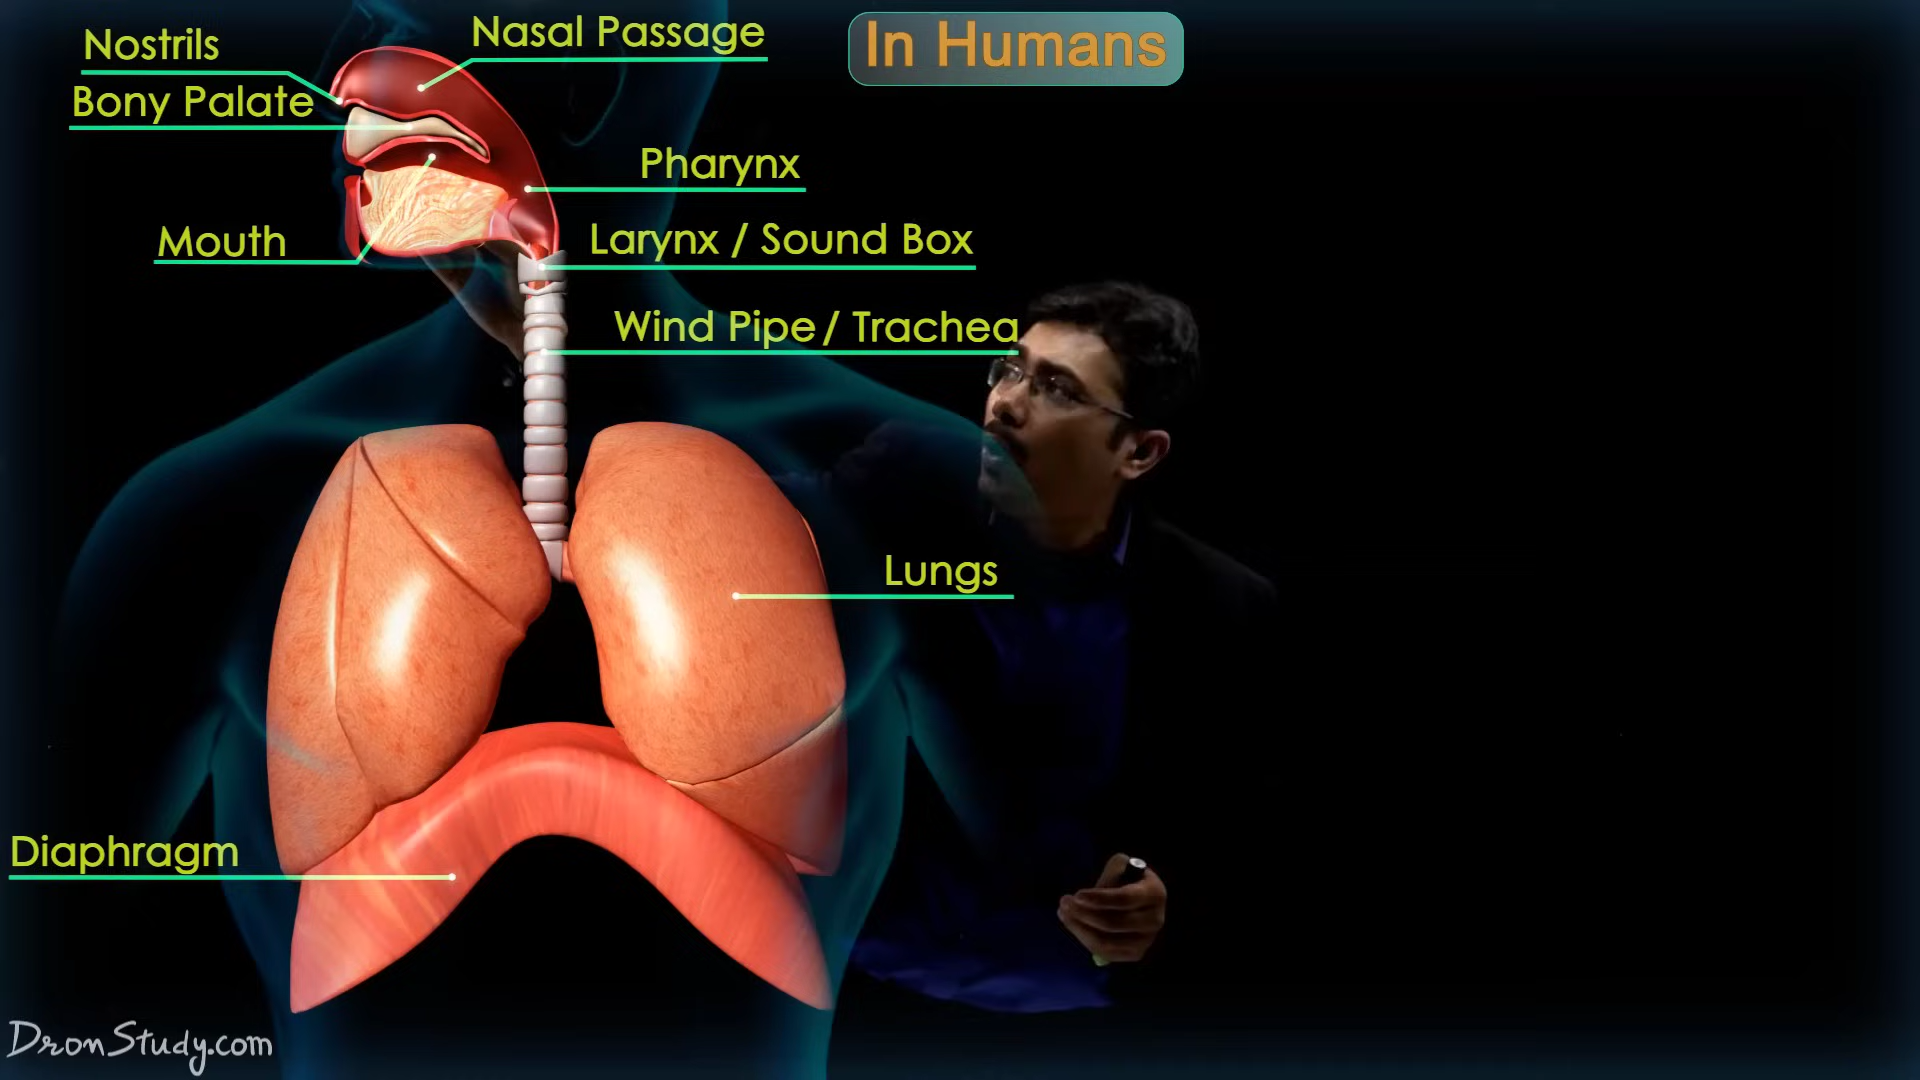 In Humans
Nostrils
Nasal Passage
Bony Palate
Pharynx
Mouth
Larynx / Sound Box
Wind Pipe / Trachea
Lungs
Diaphragm
DronStudy.com